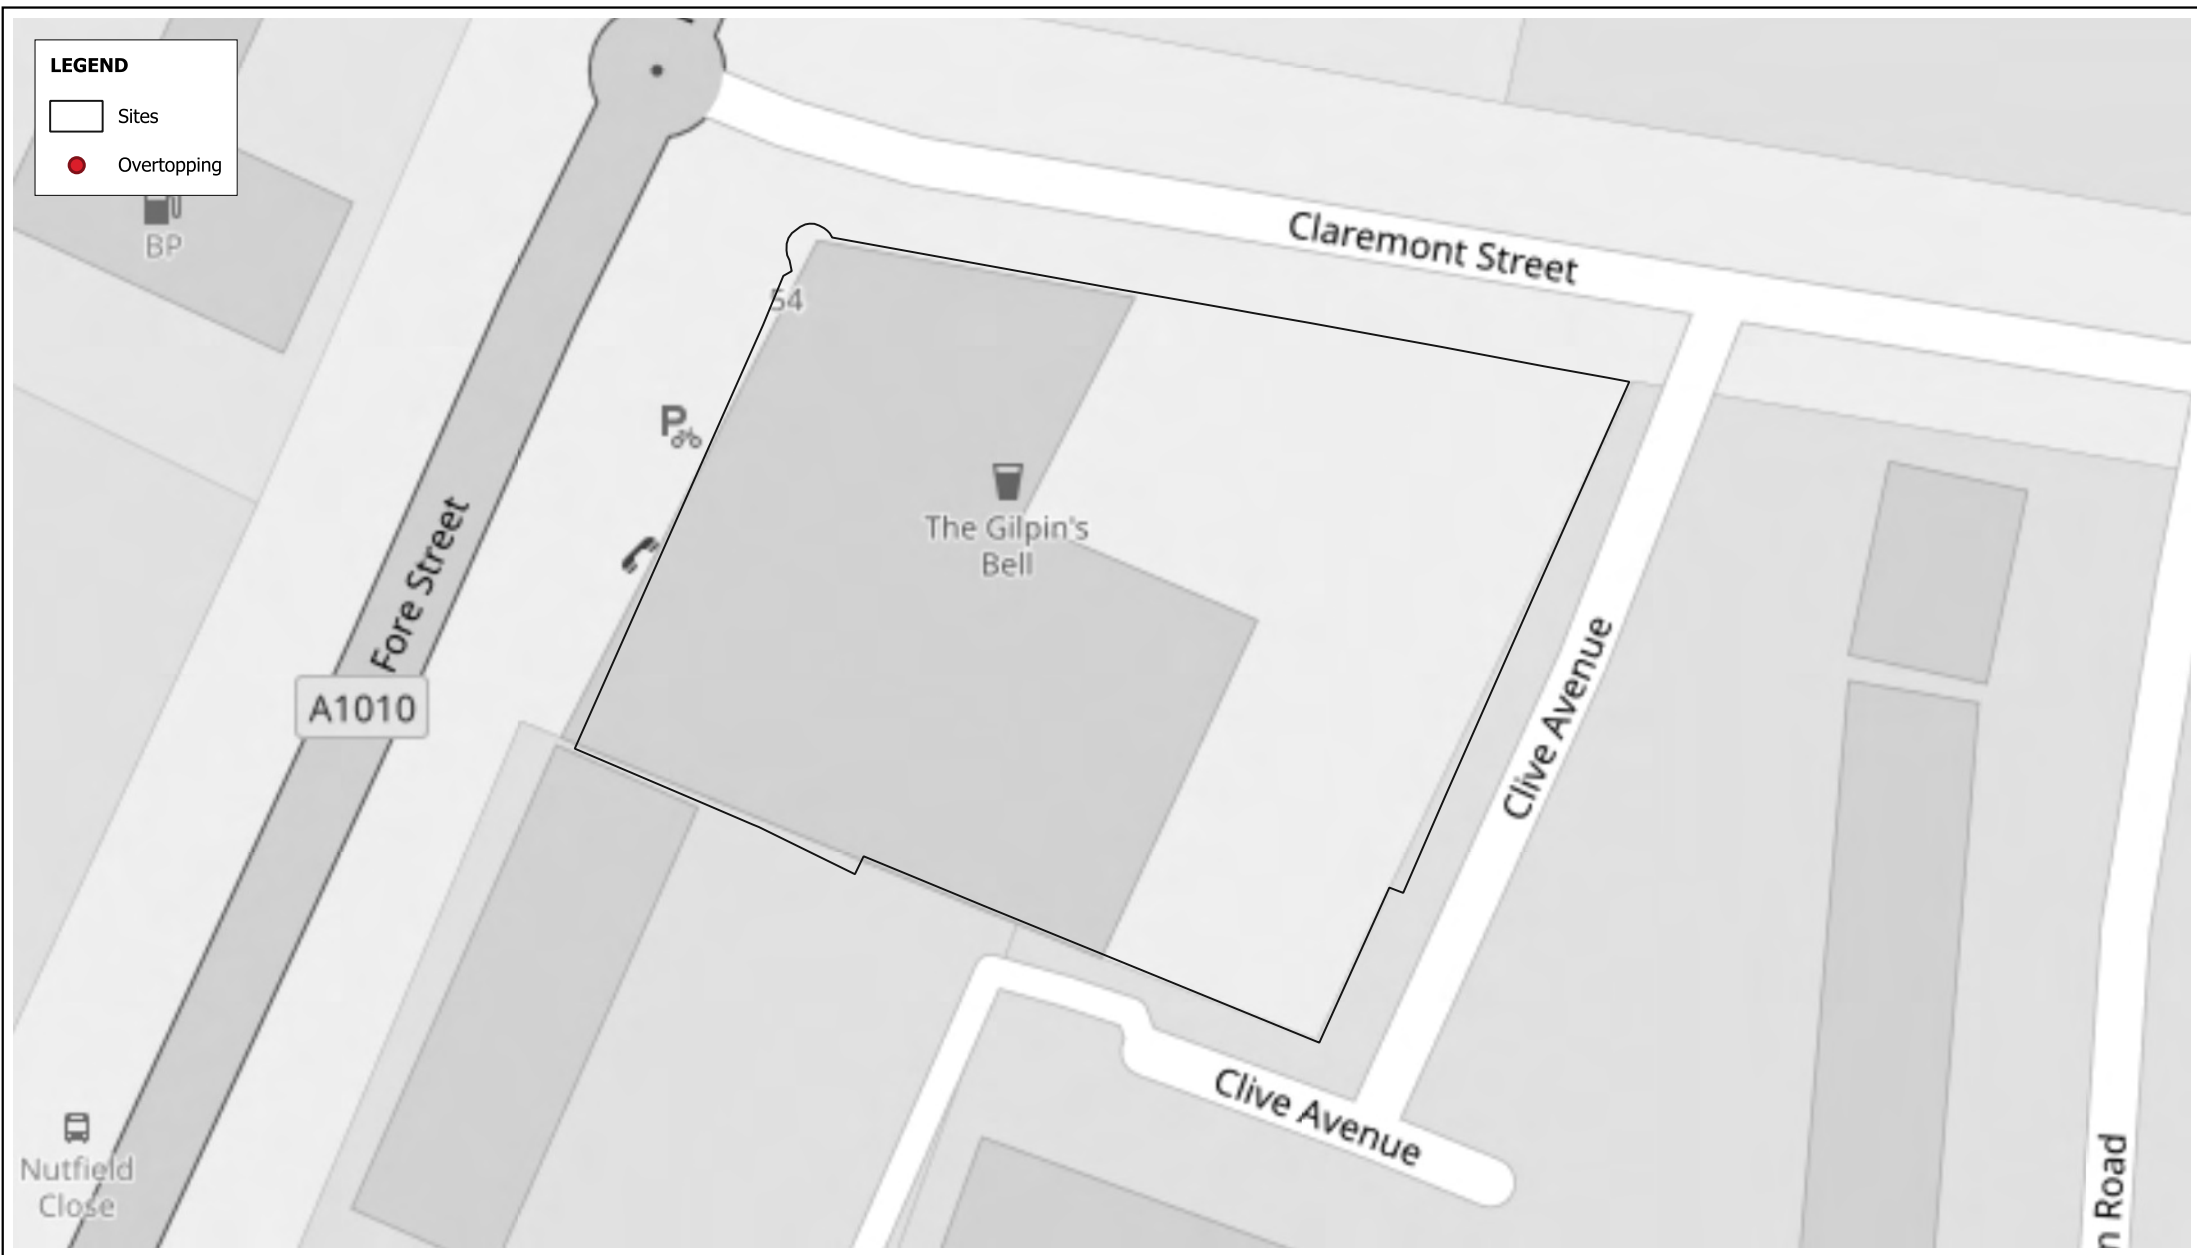 LEGEND
Sites
Overtopping
BP
Claremont Street
54
P
The Gilpin's
Bell
Fore Street
A1010
Clive Avenue
Clive Avenue
Nutfield
Close
Road